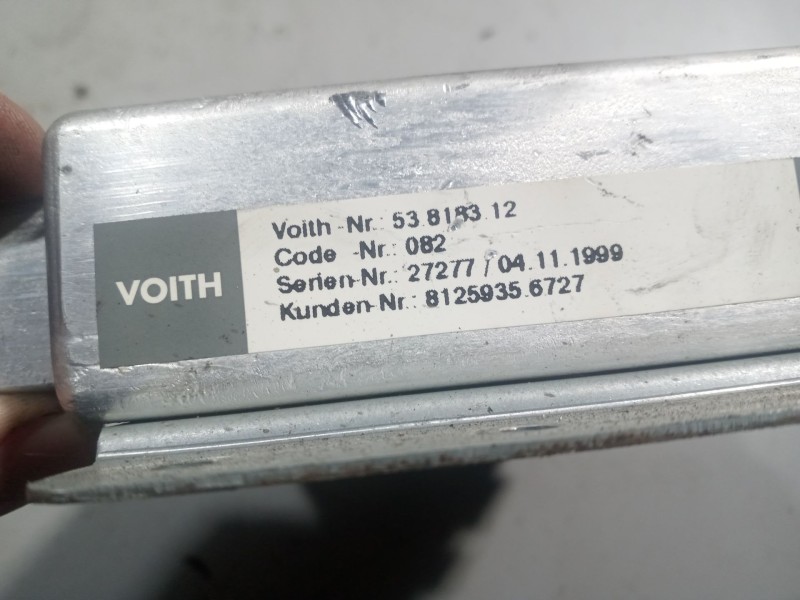 VOITH
Voith -Nr.: 53.8183.12
Code -Nr.: 082
Serien-Nr.: 27277 / 04.11.1999
Kunden-Nr.: 8125935.6727